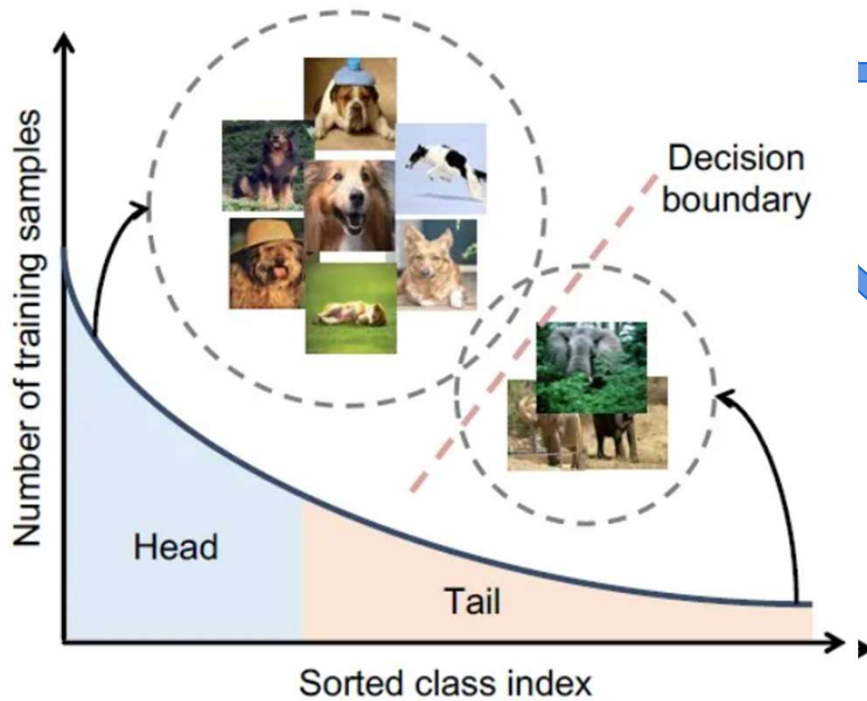 Number of training samples
Decision
boundary
Head
Tail
Sorted class index